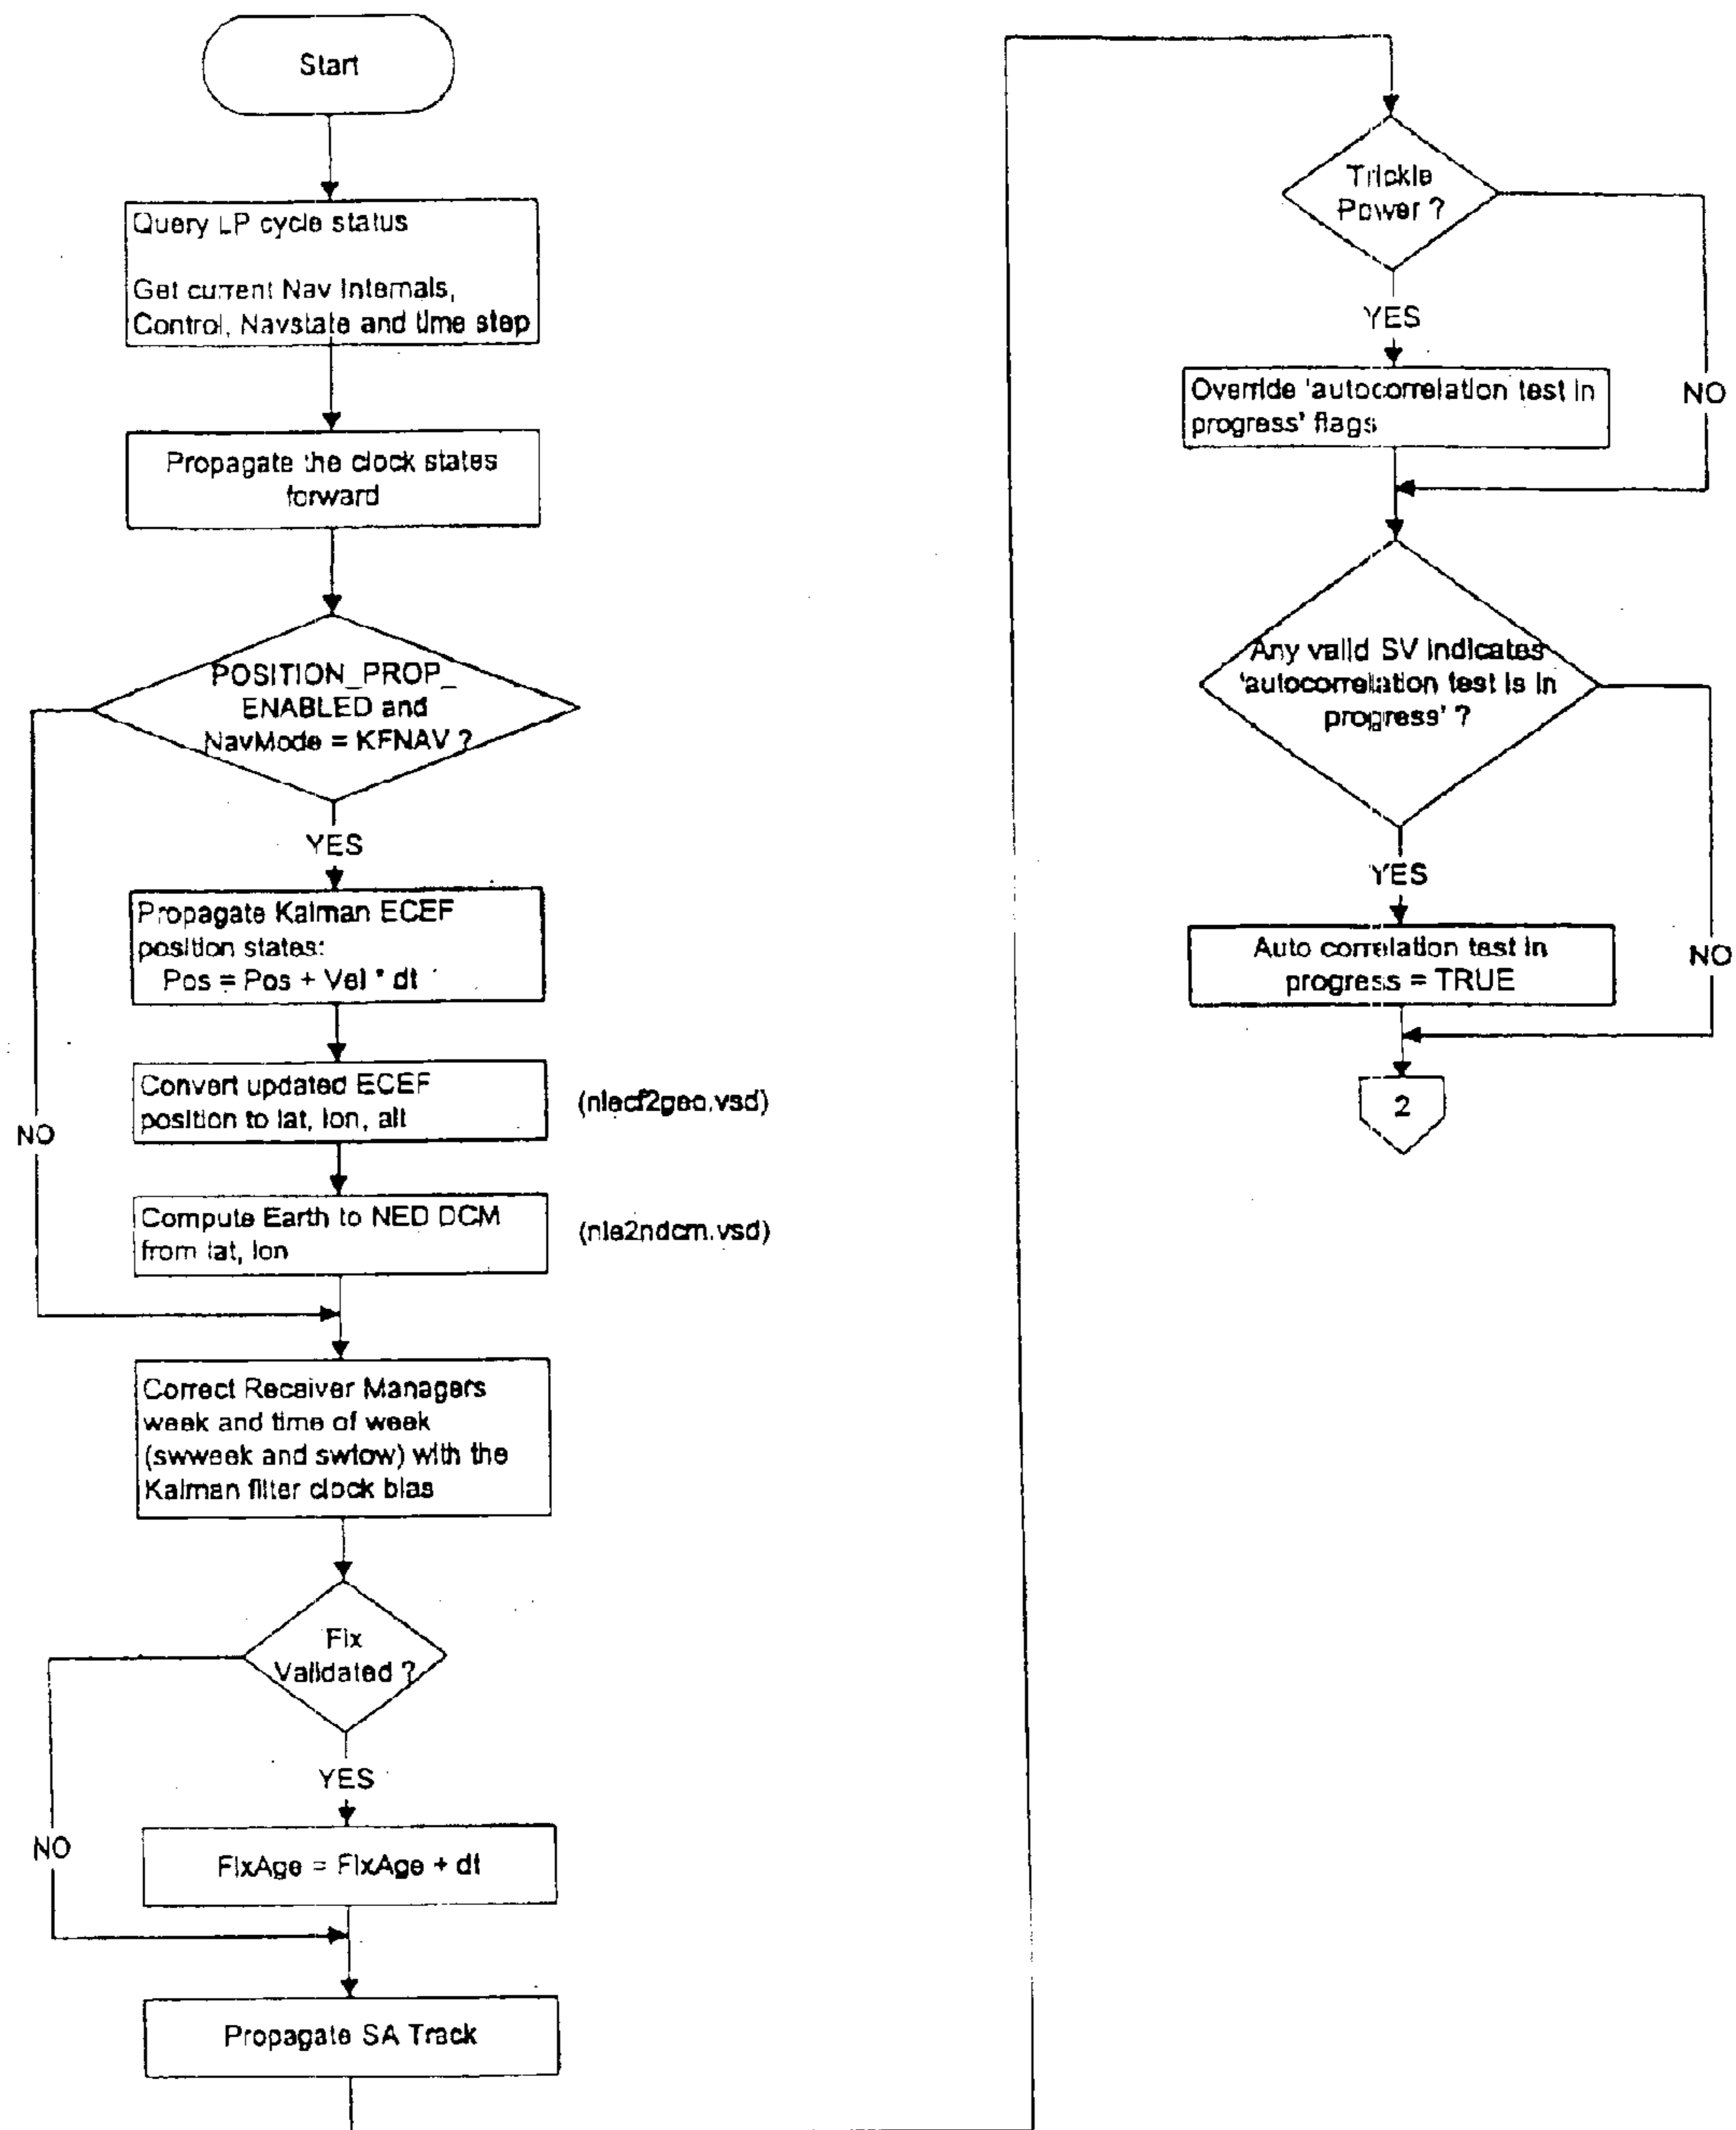 Start
Query LP cycle status
Get current Nav Internals,
Control, Navstate and time step
Propagate the clock states
forward
POSITION_PROP_
ENABLED and
NavMode = KFNAV ?
YES
NO
Propagate Kalman ECEF
position states:
Pos = Pos + Vel * dt
Convert updated ECEF
position to lat, lon, alt
(nlecf2geo.vsd)
Compute Earth to NED DCM
from lat, lon
(nle2ndcm.vsd)
Correct Receiver Managers
week and time of week
(swweek and swtow) with the
Kalman filter clock bias
Fix
Validated ?
YES
NO
FixAge = FixAge + dt
Propagate SA Track
Trickle
Power ?
YES
NO
Override 'autocorrelation test in
progress' flags
Any valid SV indicates
'autocorrelation test is in
progress' ?
YES
NO
Auto correlation test in
progress = TRUE
2